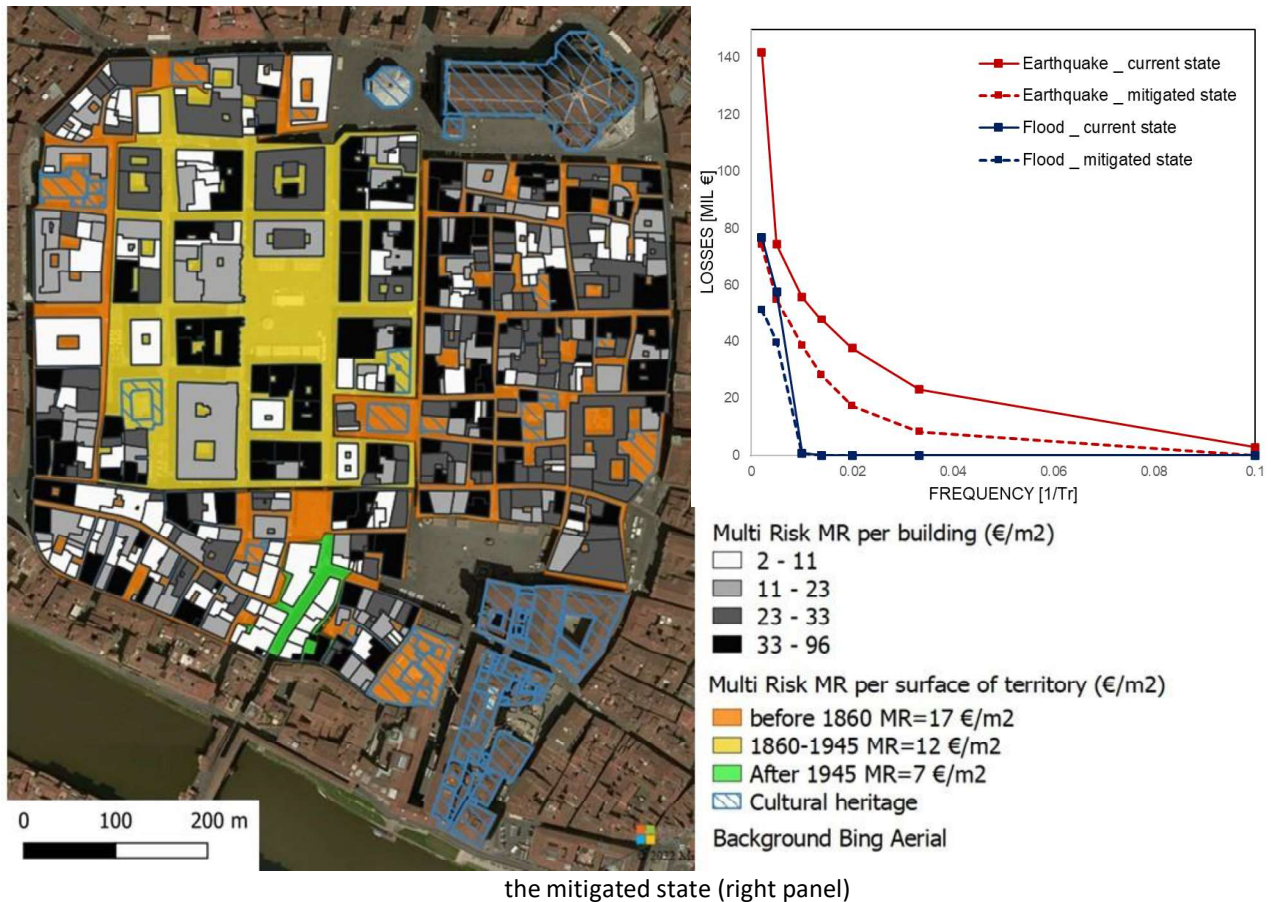 140
120
100
80
60
40
20
0
LOSSES [MIL €]
Earthquake _ current state
Earthquake _ mitigated state
Flood _ current state
Flood _ mitigated state
0 0.02 0.04 0.06 0.08 0.1
FREQUENCY [1/Tr]
Multi Risk MR per building (€/m2)
2 - 11
11 - 23
23 - 33
33 - 96
Multi Risk MR per surface of territory (€/m2)
before 1860 MR=17 €/m2
1860-1945 MR=12 €/m2
After 1945 MR=7 €/m2
Cultural heritage
Background Bing Aerial
0 100 200 m
© 2022 M
the mitigated state (right panel)